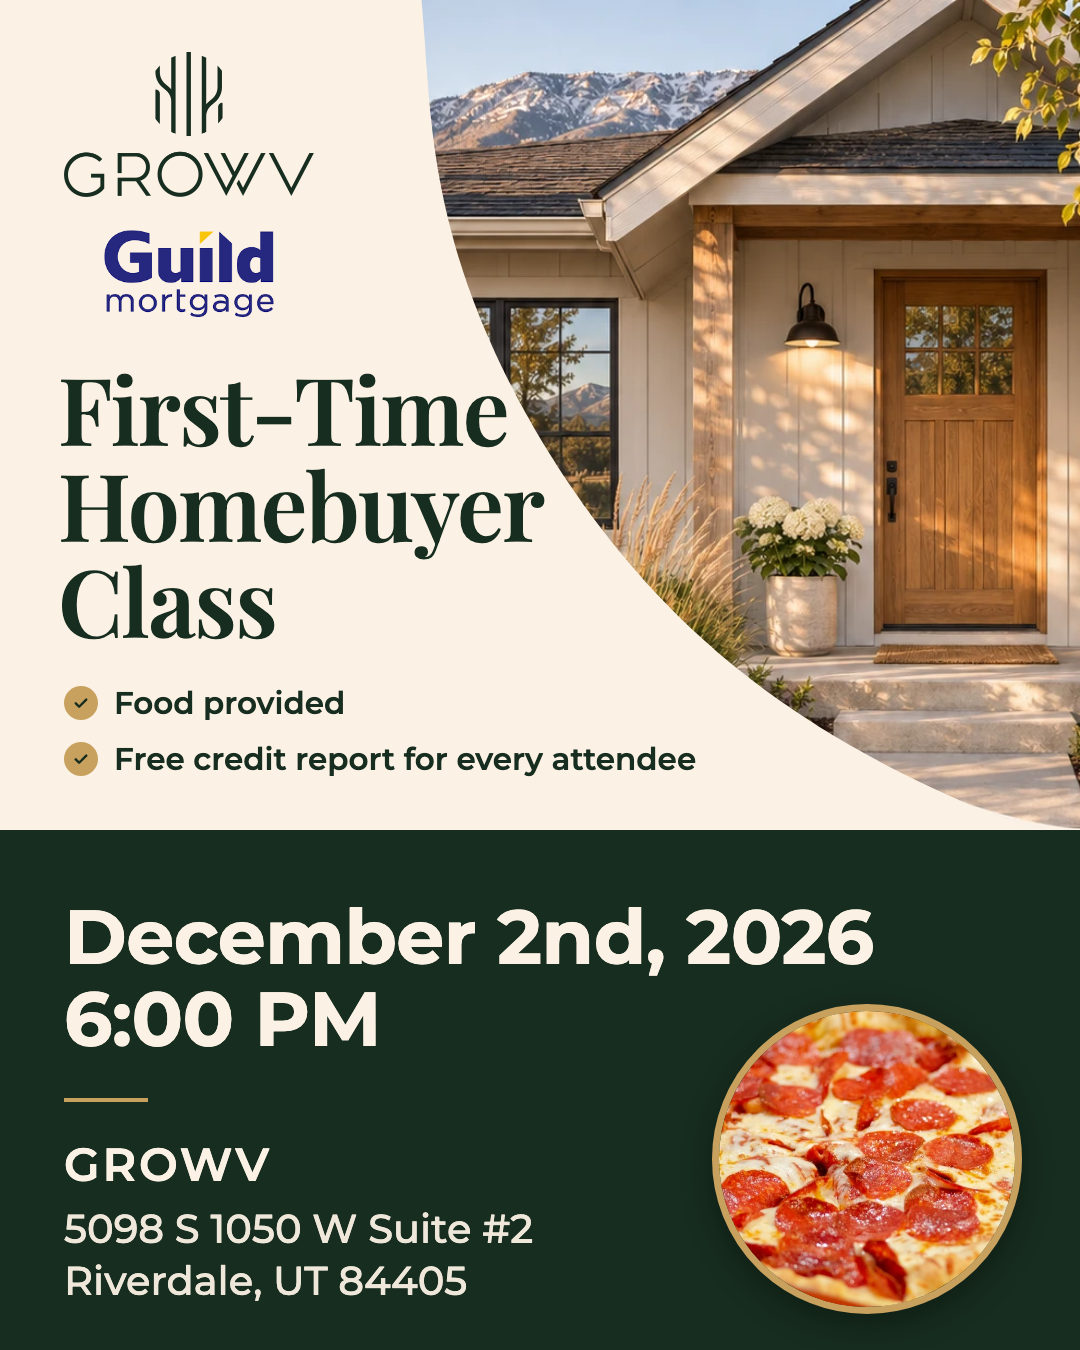 GROWV
Guild
mortgage
First-Time
Homebuyer
Class
Food provided
Free credit report for every attendee
December 2nd, 2026
6:00 PM
GROWV
5098 S 1050 W Suite #2
Riverdale, UT 84405